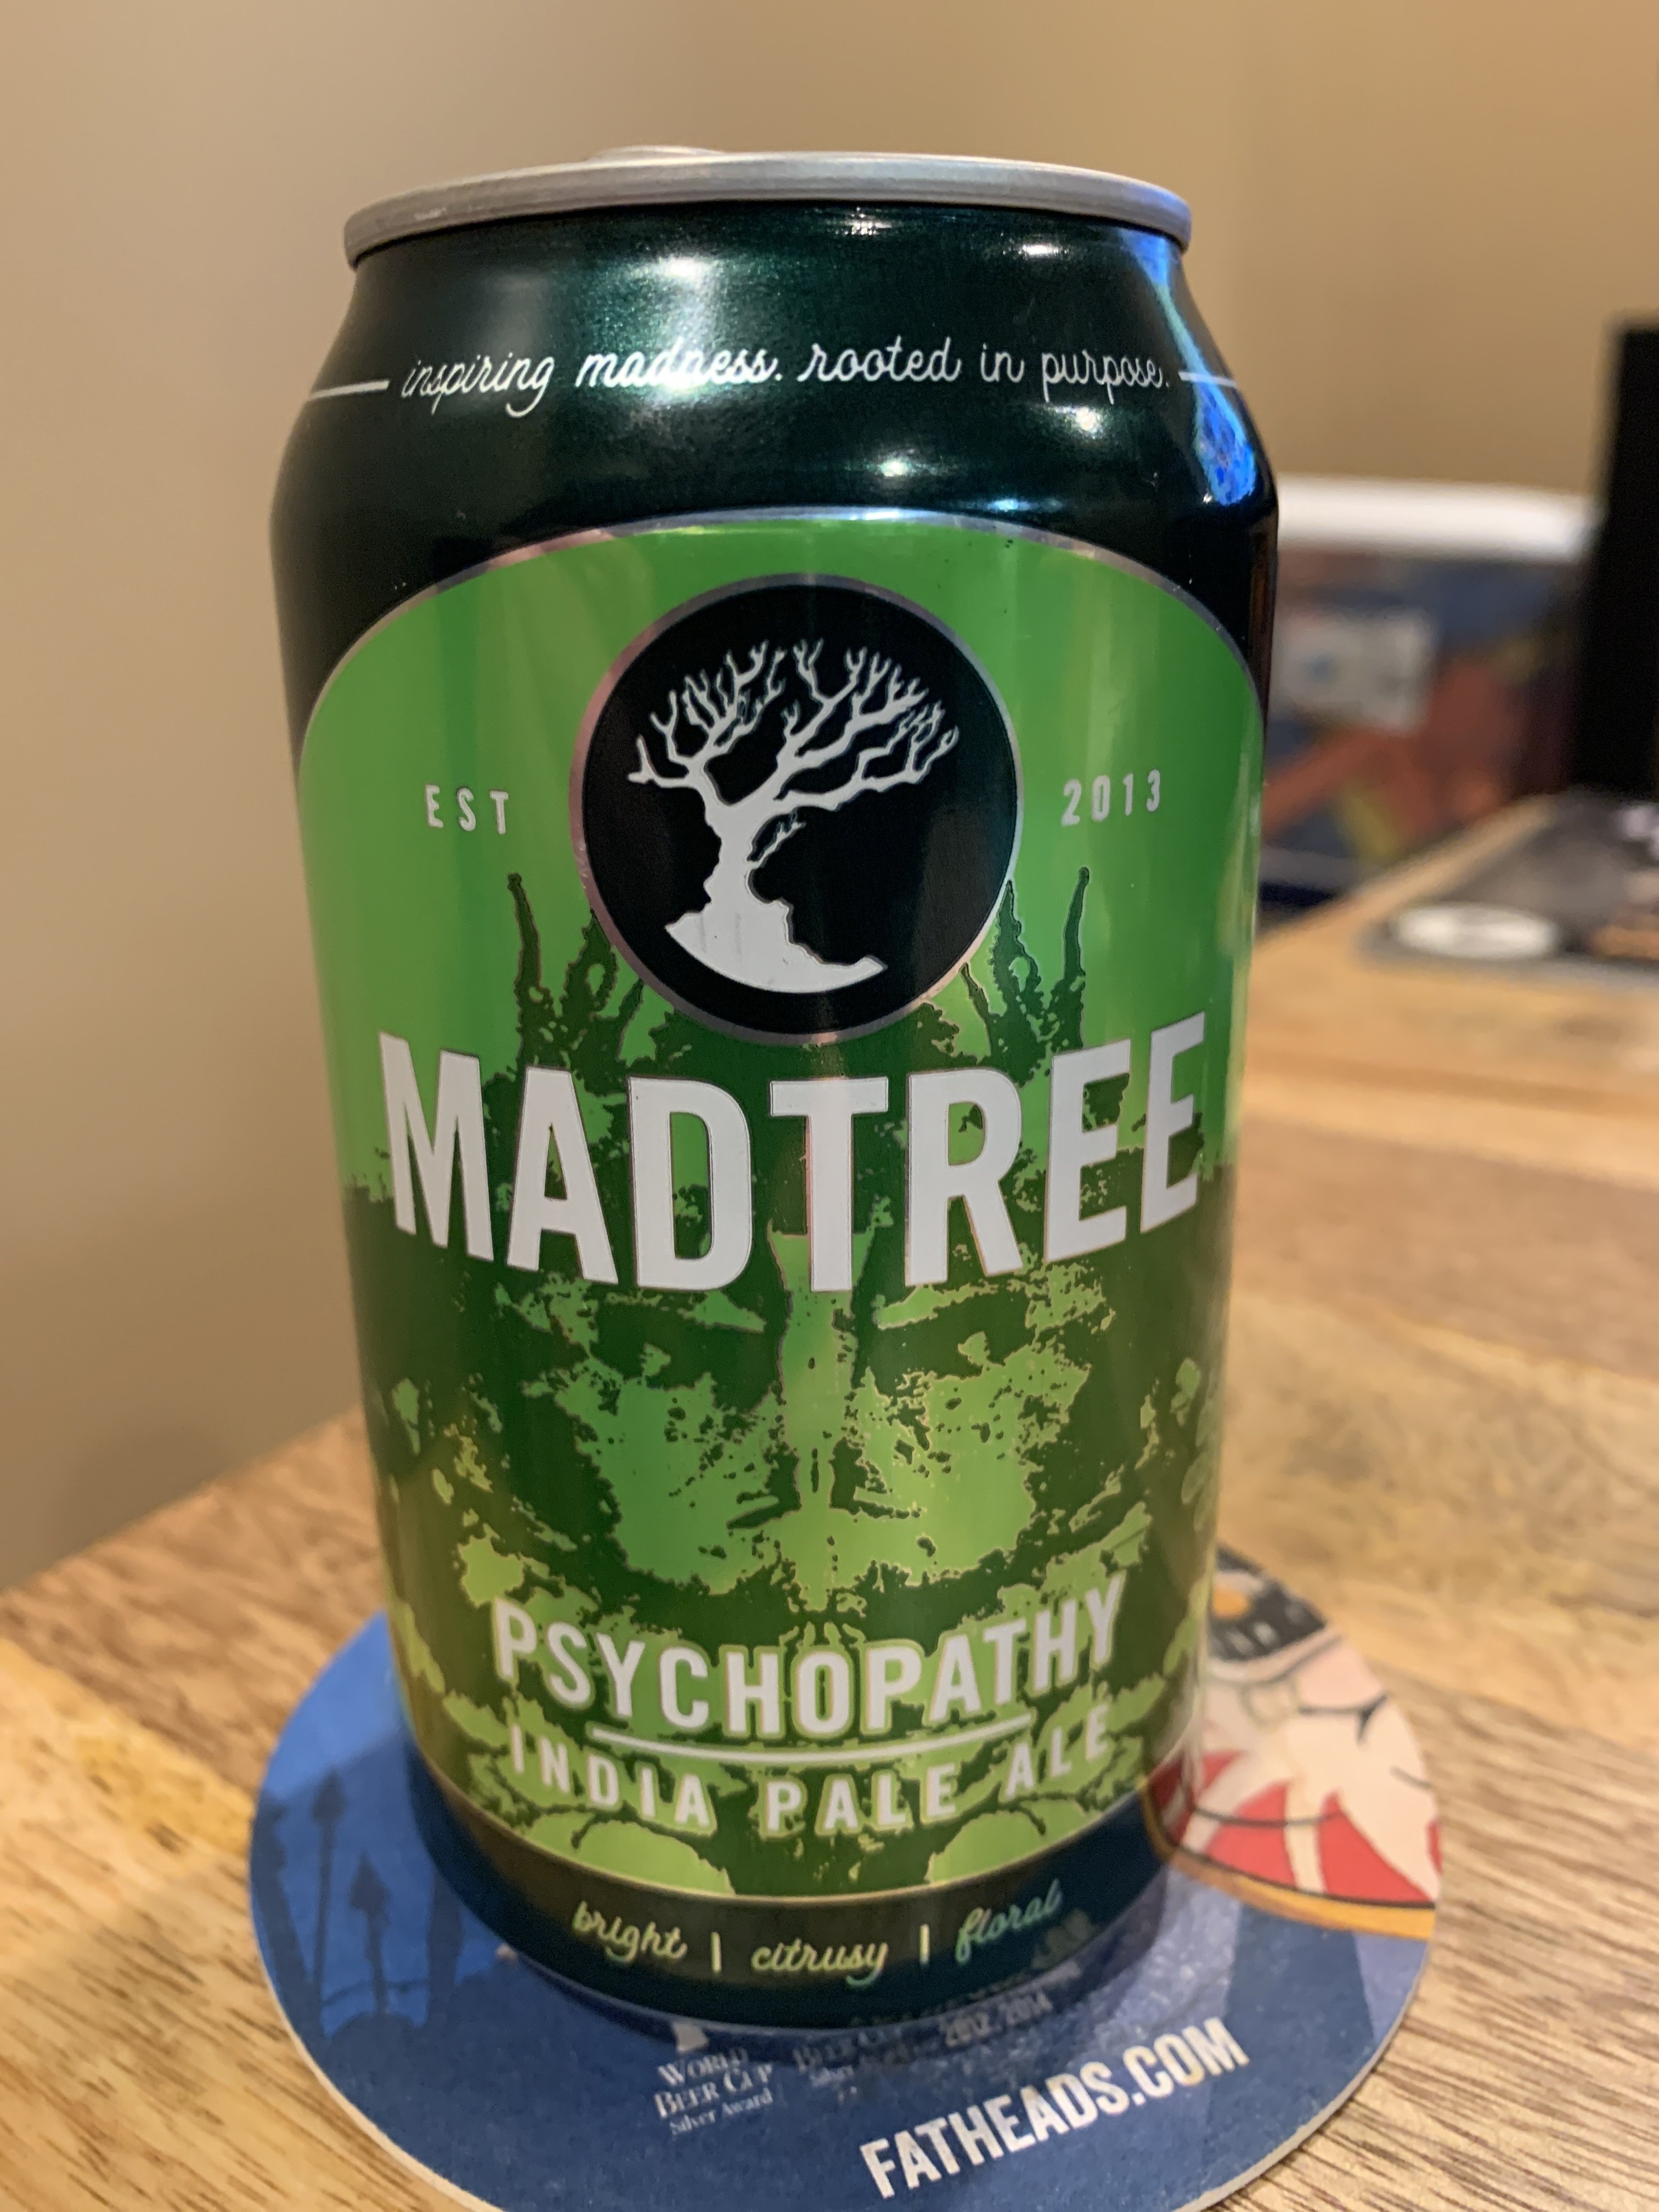 inspiring madness. rooted in purpose.
EST 2013
MADTREE
PSYCHOPATHY
INDIA PALE ALE
bright | citrusy | floral
WORLD
BEER CUP
Silver Award
2012, 2014
FATHEADS.COM